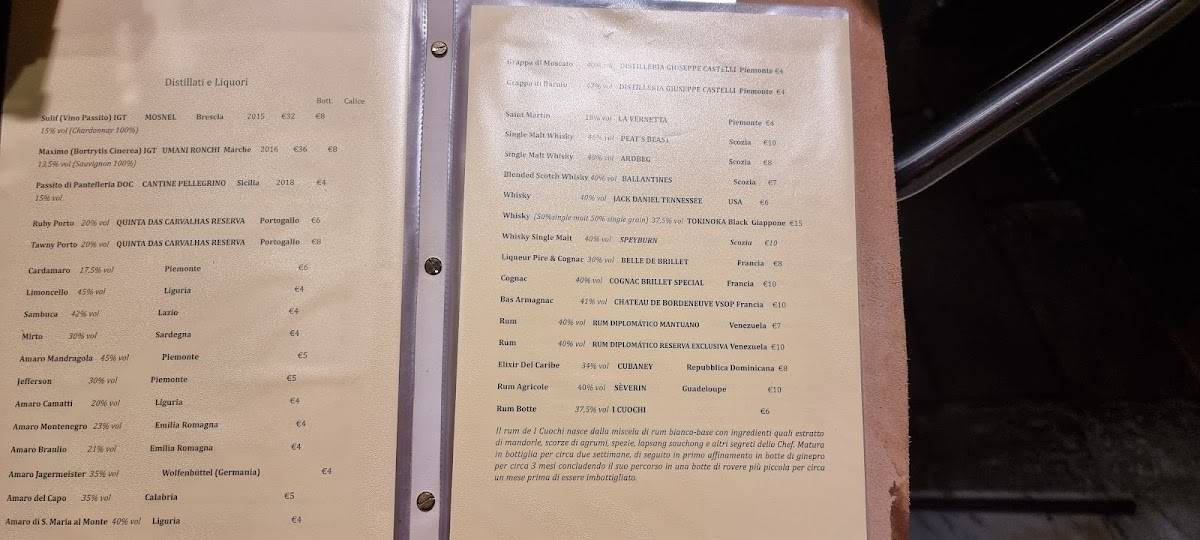 Distillati e Liquori
Bott. Calice
Sulif (Vino Passito) IGT MOSNEL Brescia 2015 €32 €8
15% vol (Chardonnay 100%)
Maximo (Bortrytis Cinerea) IGT UMANI RONCHI Marche 2016 €36 €8
13,5% vol (Sauvignon 100%)
Passito di Pantelleria DOC CANTINE PELLEGRINO Sicilia 2018 €4
15% vol
Ruby Porto 20% vol QUINTA DAS CARVALHAS RESERVA Portogallo €6
Tawny Porto 20% vol QUINTA DAS CARVALHAS RESERVA Portogallo €8
Cardamaro 17.5% vol Piemonte €6
Limoncello 45% vol Liguria €4
Sambuca 42% vol Lazio €4
Mirto 30% vol Sardegna €4
Amaro Mandragola 45% vol Piemonte €5
Jefferson 30% vol Piemonte €5
Amaro Camatti 20% vol Liguria €4
Amaro Montenegro 23% vol Emilia Romagna €4
Amaro Braulio 21% vol Emilia Romagna €4
Amaro Jagermeister 35% vol Wolfenbüttel (Germania) €4
Amaro del Capo 35% vol Calabria €5
Amaro di S. Maria al Monte 40% vol Liguria €4
Grappa di Moscato 40% vol DISTILLERIA GIUSEPPE CASTELLI Piemonte €4
Grappa di Barolo vol DISTILLERIA GIUSEPPE CASTELLI Piemonte €4
Saint Martin vol LA VERNETTA Piemonte €4
Single Malt Whisky 46% vol PEAT'S BEAST Scozia €10
Single Malt Whisky vol ARDBEG Scozia €8
Blended Scotch Whisky 40% vol BALLANTINES Scozia €7
Whisky 40% vol JACK DANIEL TENNESSEE USA €6
Whisky (50%single malt 50% single grain) 37,5% vol TOKINOKA Black Giappone €15
Whisky Single Malt 40% vol SPEYBURN Scozia €10
Liqueur Pire & Cognac 30% vol BELLE DE BRILLET Francia €8
Cognac 40% vol COGNAC BRILLET SPECIAL Francia €10
Bas Armagnac 41% vol CHATEAU DE BORDENEUVE VSOP Francia €10
Rum 40% vol RUM DIPLOMÁTICO MANTUANO Venezuela €7
Rum 40% vol RUM DIPLOMÁTICO RESERVA EXCLUSIVA Venezuela €10
Elixir Del Caribe 34% vol CUBANEY Repubblica Dominicana €8
Rum Agricole 40% vol SÈVERIN Guadeloupe €10
Rum Botte 37,5% vol I CUOCHI €6
Il rum de I Cuochi nasce dalla miscela di rum bianco-base con ingredienti quali estratto
di mandorle, scorze di agrumi, spezie, lapsang souchong e altri segreti dello Chef. Matura
in bottiglia per circa due settimane, di seguito in primo affinamento in botte di ginepro
per circa 3 mesi concludendo il suo percorso in una botte di rovere più piccola per circa
un mese prima di essere imbottigliato.